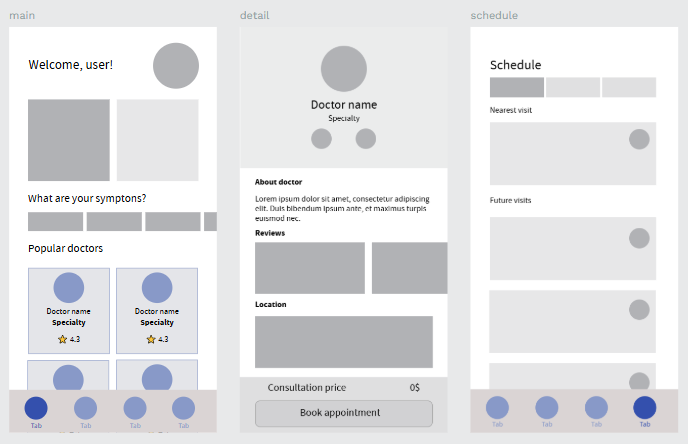 main
Welcome, user!
What are your symptons?
Popular doctors
Doctor name
Specialty
4.3
Doctor name
Specialty
4.3
Tab
Tab
Tab
Tab
detail
Doctor name
Specialty
About doctor
Lorem ipsum dolor sit amet, consectetur adipiscing
elit. Duis bibendum ipsum ante, et maximus turpis
euismod nec.
Reviews
Location
Consultation price 0$
Book appointment
schedule
Schedule
Nearest visit
Future visits
Tab
Tab
Tab
Tab